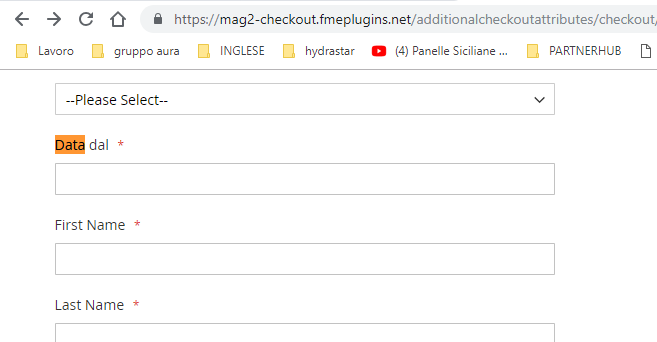 https://mag2-checkout.fmeplugins.net/additionalcheckoutattributes/checkout/
Lavoro gruppo aura INGLESE hydrastar (4) Panelle Siciliane ... PARTNERHUB
--Please Select--
Data dal *
First Name *
Last Name *